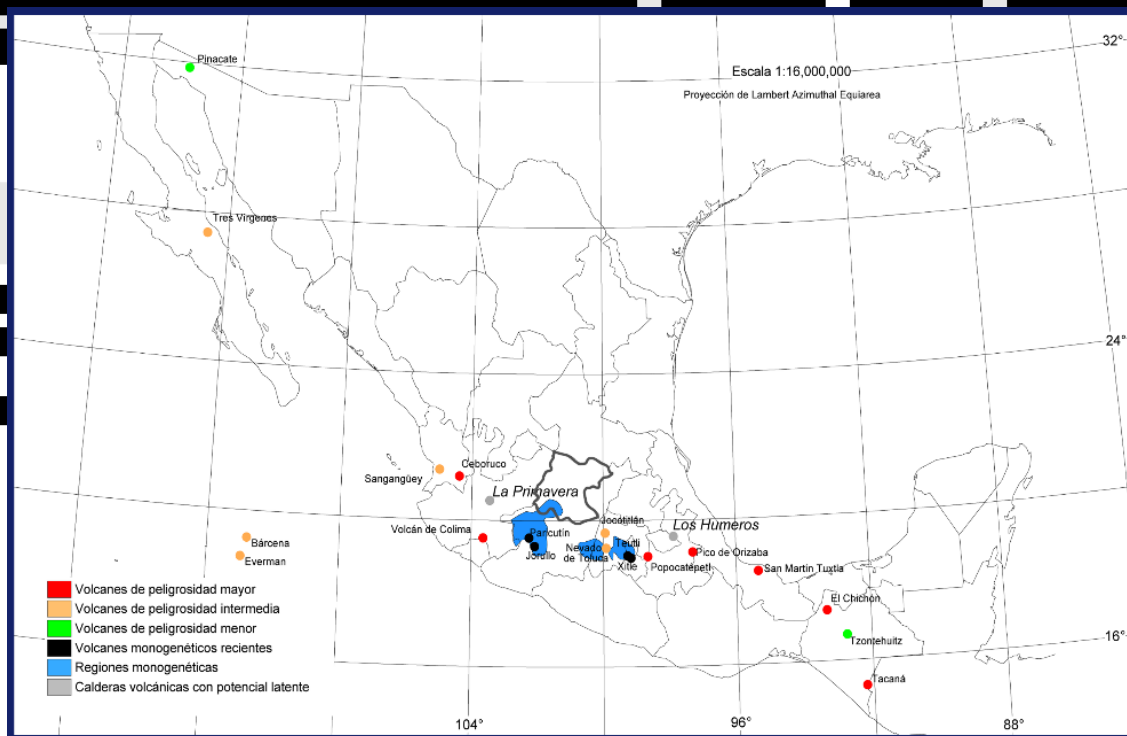 Pinacate
32°
Escala 1:16,000,000
Proyección de Lambert Azimuthal Equiarea
Tres Virgenes
24°
Ceboruco
Sangangüey
La Primavera
Volcán de Colima
Paricutín
Jocotitlán
Los Humeros
Bárcena
Jorullo
Nevado
de Toluca
Teutli
Xitle
Pico de Orizaba
Everman
Popocatépetl
San Martín Tuxtla
El Chichón
Tzontehuitz
16°
Tacaná
Volcanes de peligrosidad mayor
Volcanes de peligrosidad intermedia
Volcanes de peligrosidad menor
Volcanes monogenéticos recientes
Regiones monogenéticas
Calderas volcánicas con potencial latente
104°
96°
88°